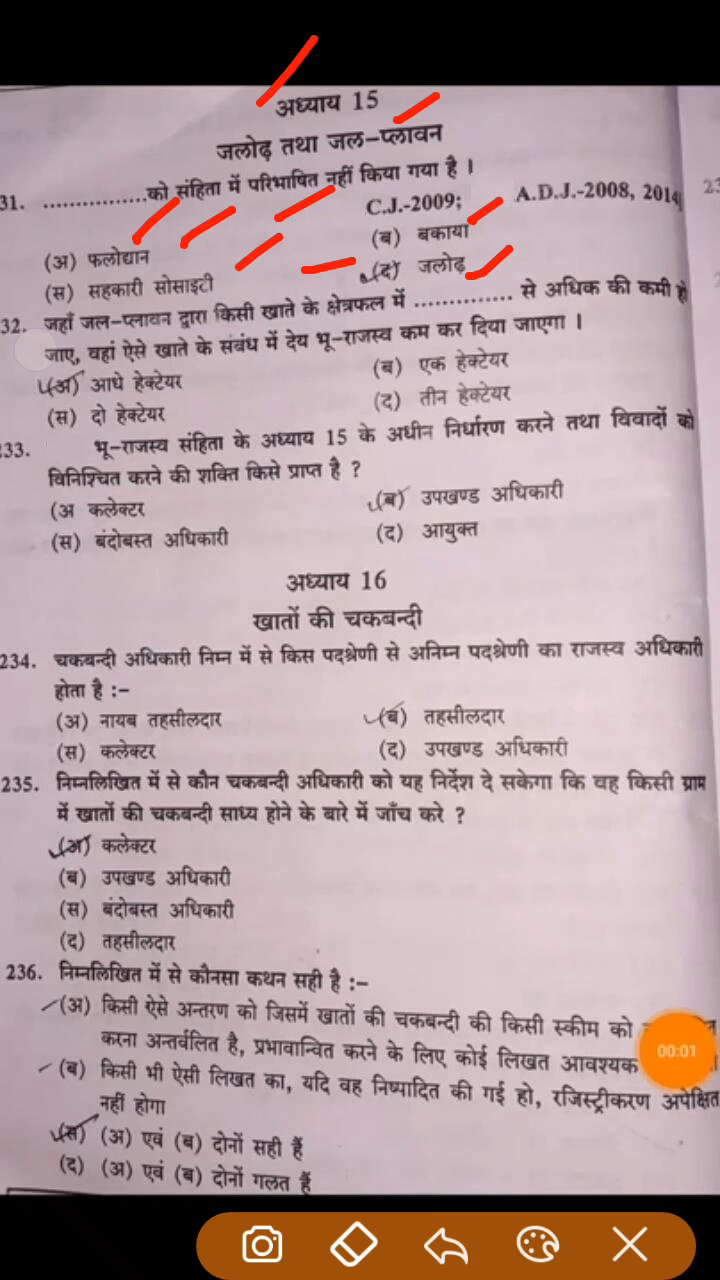 अध्याय 15
जलोढ़ तथा जल-प्लावन
31. ................को संहिता में परिभाषित नहीं किया गया है ।
C.J.-2009; A.D.J.-2008, 2014
23
(अ) फलोद्यान (ब) बकाया
(स) सहकारी सोसाइटी (द) जलोढ़
32. जहाँ जल-प्लावन द्वारा किसी खाते के क्षेत्रफल में .............. से अधिक की कमी हो
जाए, वहां ऐसे खाते के संबंध में देय भू-राजस्व कम कर दिया जाएगा ।
(अ) आधे हेक्टेयर (ब) एक हेक्टेयर
(स) दो हेक्टेयर (द) तीन हेक्टेयर
233. भू-राजस्व संहिता के अध्याय 15 के अधीन निर्धारण करने तथा विवादों को
विनिश्चित करने की शक्ति किसे प्राप्त है ?
(अ कलेक्टर (ब) उपखण्ड अधिकारी
(स) बंदोबस्त अधिकारी (द) आयुक्त
अध्याय 16
खातों की चकबन्दी
234. चकबन्दी अधिकारी निम्न में से किस पदश्रेणी से अनिम्न पदश्रेणी का राजस्व अधिकारी
होता है :-
(अ) नायब तहसीलदार (ब) तहसीलदार
(स) कलेक्टर (द) उपखण्ड अधिकारी
235. निम्नलिखित में से कौन चकबन्दी अधिकारी को यह निर्देश दे सकेगा कि वह किसी ग्राम
में खातों की चकबन्दी साध्य होने के बारे में जाँच करे ?
(अ) कलेक्टर
(ब) उपखण्ड अधिकारी
(स) बंदोबस्त अधिकारी
(द) तहसीलदार
236. निम्नलिखित में से कौनसा कथन सही है :-
(अ) किसी ऐसे अन्तरण को जिसमें खातों की चकबन्दी की किसी स्कीम को
करना अन्तर्वलित है, प्रभावान्वित करने के लिए कोई लिखत आवश्यक
00:01
(ब) किसी भी ऐसी लिखत का, यदि वह निष्पादित की गई हो, रजिस्ट्रीकरण अपेक्षित
नहीं होगा
(स) (अ) एवं (ब) दोनों सही हैं
(द) (अ) एवं (ब) दोनों गलत हैं